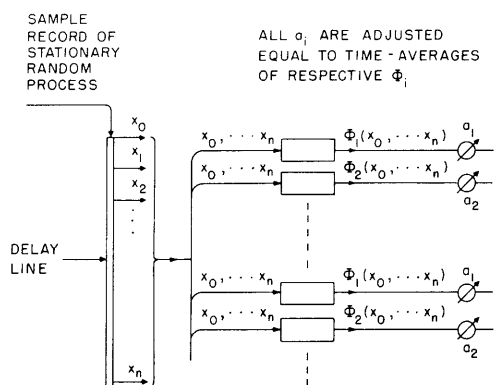 SAMPLE
RECORD OF
STATIONARY
RANDOM
PROCESS
ALL a_i ARE ADJUSTED
EQUAL TO TIME-AVERAGES
OF RESPECTIVE Φ_i
x_0
x_1
x_2
x_n
DELAY
LINE
x_0, ··· x_n
Φ_1(x_0, ··· x_n)
a_1
x_0, ··· x_n
Φ_2(x_0, ··· x_n)
a_2
x_0, ··· x_n
Φ_1(x_0, ··· x_n)
a_1
x_0, ··· x_n
Φ_2(x_0, ··· x_n)
a_2